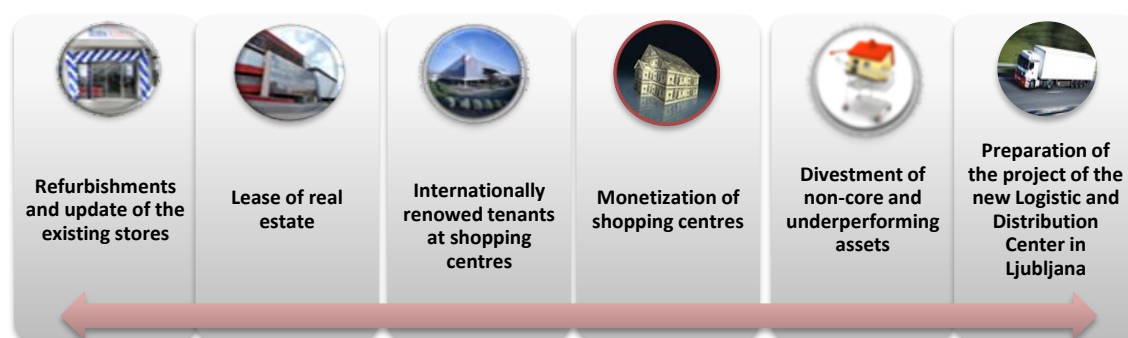 Refurbishments
and update of the
existing stores
Lease of real
estate
Internationally
renowed tenants
at shopping
centres
Monetization of
shopping centres
Divestment of
non-core and
underperforming
assets
Preparation of
the project of the
new Logistic and
Distribution
Center in
Ljubljana